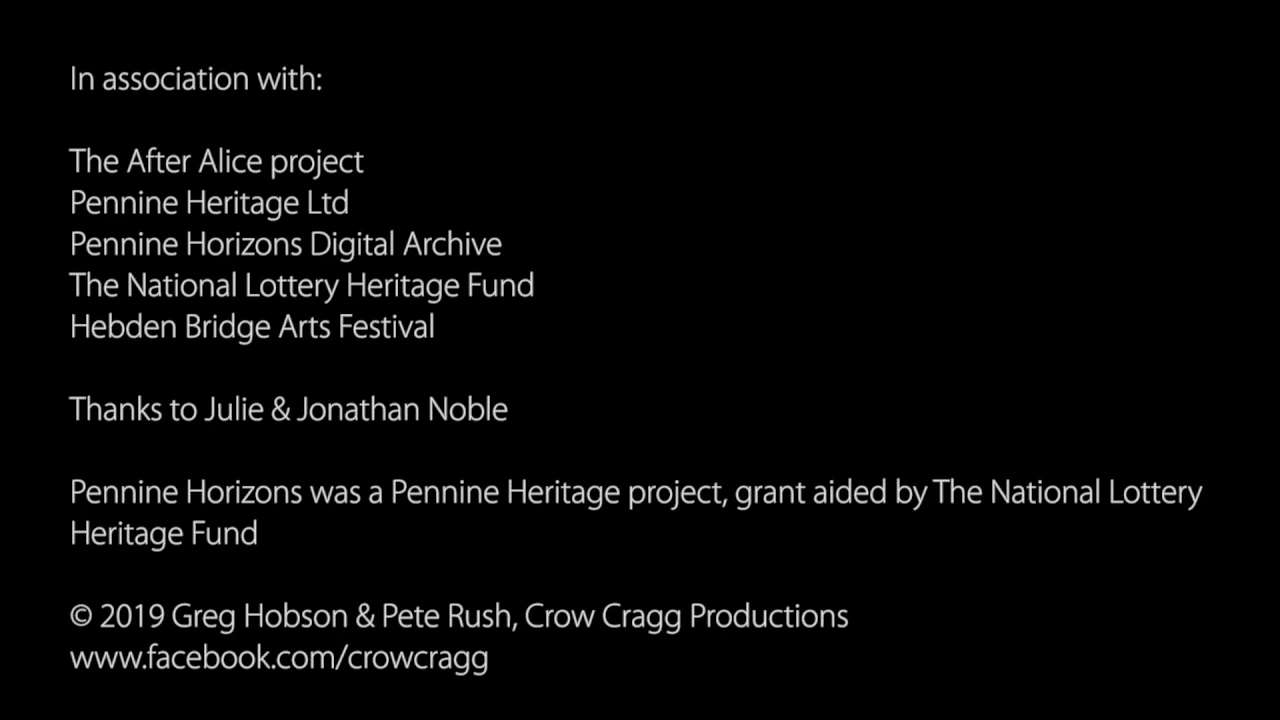 In association with:
The After Alice project
Pennine Heritage Ltd
Pennine Horizons Digital Archive
The National Lottery Heritage Fund
Hebden Bridge Arts Festival
Thanks to Julie & Jonathan Noble
Pennine Horizons was a Pennine Heritage project, grant aided by The National Lottery
Heritage Fund
© 2019 Greg Hobson & Pete Rush, Crow Cragg Productions
www.facebook.com/crowcragg